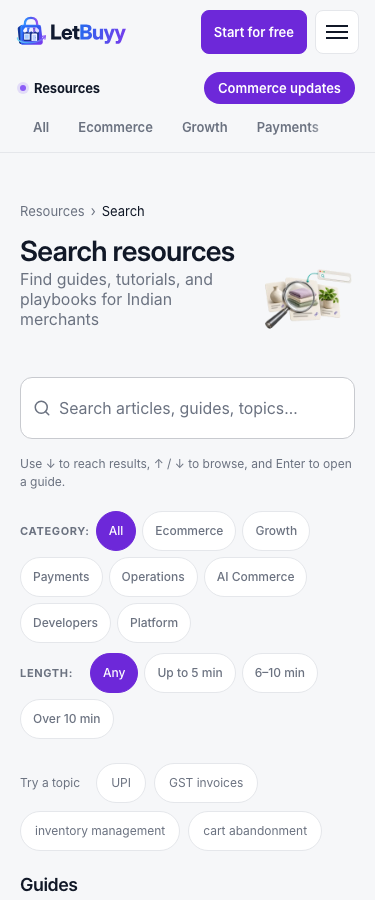 LetBuyy
Start for free
Resources
Commerce updates
All Ecommerce Growth Payments
Resources › Search
Search resources
Find guides, tutorials, and
playbooks for Indian
merchants
Search articles, guides, topics...
Use ↓ to reach results, ↑ / ↓ to browse, and Enter to open
a guide.
CATEGORY: All Ecommerce Growth
Payments Operations AI Commerce
Developers Platform
LENGTH: Any Up to 5 min 6–10 min
Over 10 min
Try a topic UPI GST invoices
inventory management cart abandonment
Guides